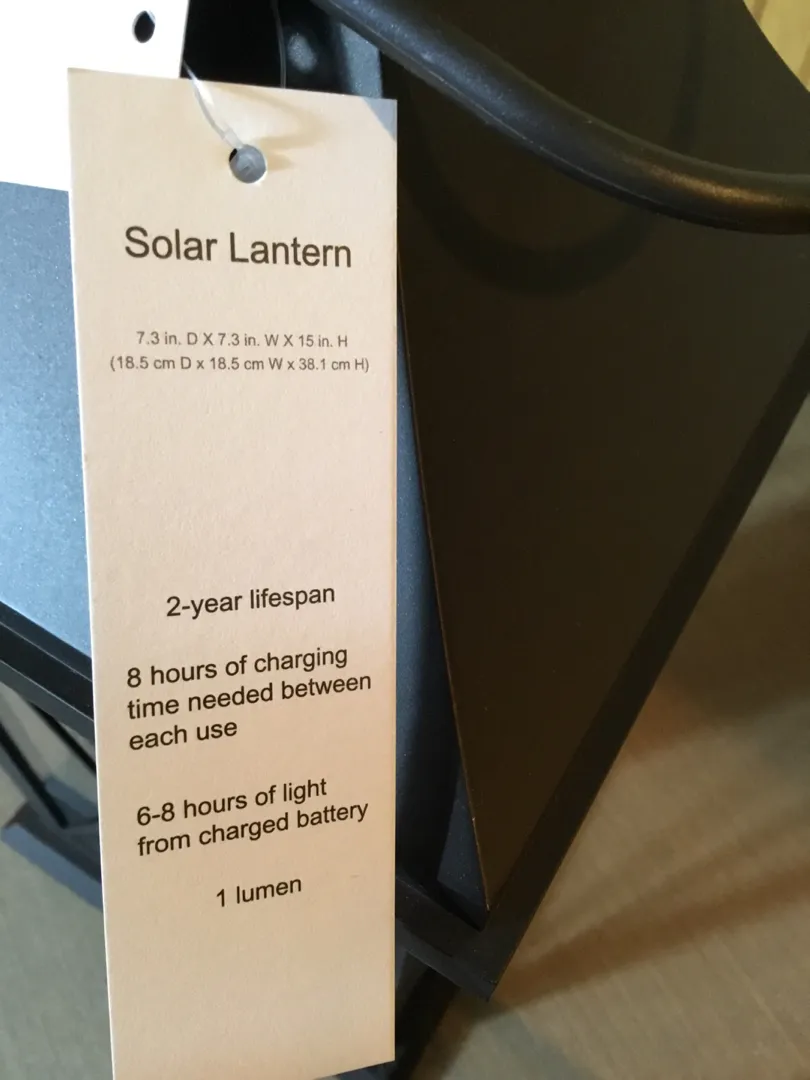 Solar Lantern
7.3 in. D X 7.3 in. W X 15 in. H
(18.5 cm D x 18.5 cm W x 38.1 cm H)
2-year lifespan
8 hours of charging
time needed between
each use
6-8 hours of light
from charged battery
1 lumen